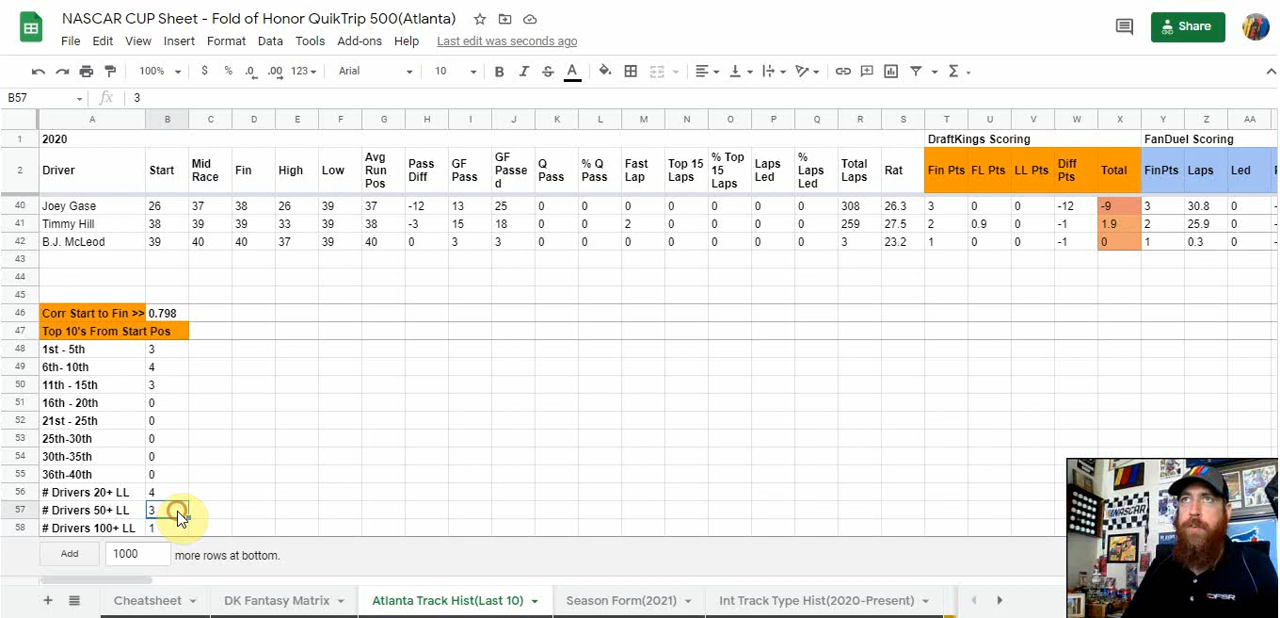 NASCAR CUP Sheet - Fold of Honor QuikTrip 500(Atlanta)
File Edit View Insert Format Data Tools Add-ons Help Last edit was seconds ago
Share
100% $ % .0 .00 123 Arial 10 B I S A
B57 fx 3
A B C D E F G H I J K L M N O P Q R S T U V W X Y Z AA
1 2020 DraftKings Scoring FanDuel Scoring
2 Driver Start Mid Race Fin High Low Avg Run Pos Pass Diff GF Pass GF Passe d Q Pass % Q Pass Fast Lap Top 15 Laps % Top 15 Laps Laps Led % Laps Led Total Laps Rat Fin Pts FL Pts LL Pts Diff Pts Total FinPts Laps Led
40 Joey Gase 26 37 38 26 39 37 -12 13 25 0 0 0 0 0 0 0 308 26.3 3 0 0 -12 -9 3 30.8 0
41 Timmy Hill 38 39 39 33 39 38 -3 15 18 0 0 2 0 0 0 0 259 27.5 2 0.9 0 -1 1.9 2 25.9 0
42 B.J. McLeod 39 40 40 37 39 40 0 3 3 0 0 0 0 0 0 0 3 23.2 1 0 0 -1 0 1 0.3 0
43
44
45
46 Corr Start to Fin >> 0.798
47 Top 10's From Start Pos
48 1st - 5th 3
49 6th- 10th 4
50 11th - 15th 3
51 16th - 20th 0
52 21st - 25th 0
53 25th-30th 0
54 30th-35th 0
55 36th-40th 0
56 # Drivers 20+ LL 4
57 # Drivers 50+ LL 3
58 # Drivers 100+ LL 1
Add 1000 more rows at bottom.
Cheatsheet DK Fantasy Matrix Atlanta Track Hist(Last 10) Season Form(2021) Int Track Type Hist(2020-Present)
NASCAR
DFSR